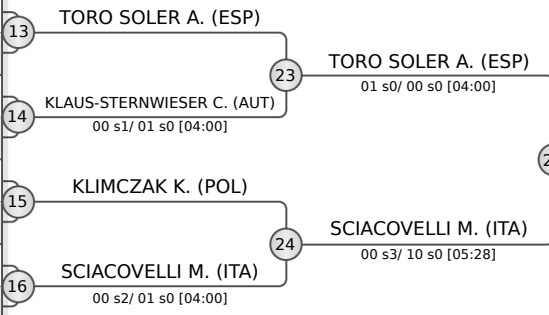 TORO SOLER A. (ESP)
13
TORO SOLER A. (ESP)
23
01 s0/ 00 s0 [04:00]
KLAUS-STERNWIESER C. (AUT)
14
00 s1/ 01 s0 [04:00]
KLIMCZAK K. (POL)
15
SCIACOVELLI M. (ITA)
24
00 s3/ 10 s0 [05:28]
SCIACOVELLI M. (ITA)
16
00 s2/ 01 s0 [04:00]